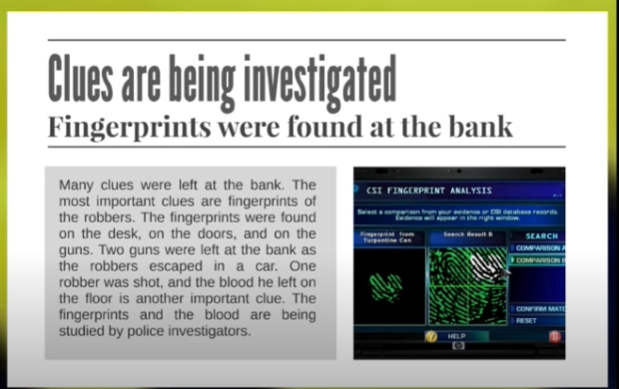 Clues are being investigated
Fingerprints were found at the bank
Many clues were left at the bank. The
most important clues are fingerprints of
the robbers. The fingerprints were found
on the desk, on the doors, and on the
guns. Two guns were left at the bank as
the robbers escaped in a car. One
robber was shot, and the blood he left on
the floor is another important clue. The
fingerprints and the blood are being
studied by police investigators.
CSI FINGERPRINT ANALYSIS
Select a comparison from your evidence or CSI database records.
Evidence will appear in the right window.
Fingerprint from
Turpentine Can
Search Result B
SEARCH
COMPARISON A
COMPARISON B
CONFIRM MATC
RESET
Y HELP
B